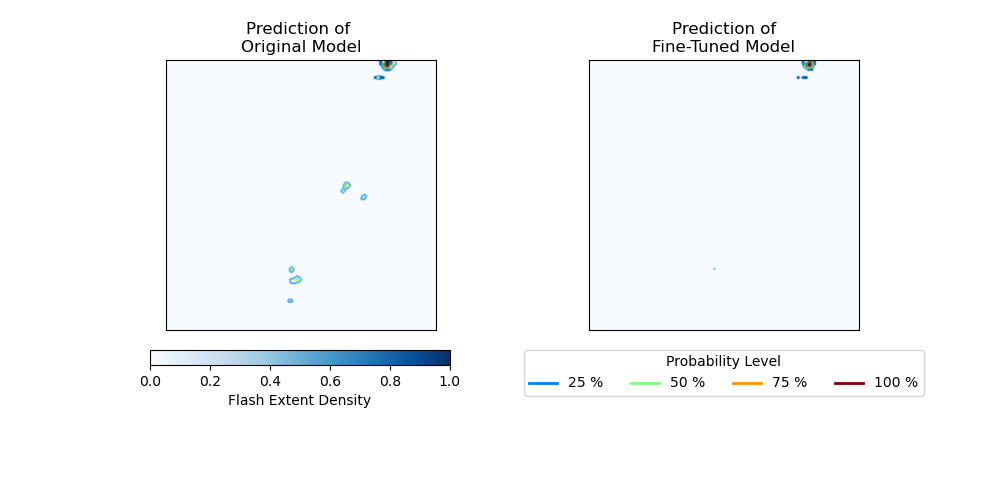 Prediction of
Original Model
Prediction of
Fine-Tuned Model
0.0 0.2 0.4 0.6 0.8 1.0
Flash Extent Density
Probability Level
25 % 50 % 75 % 100 %